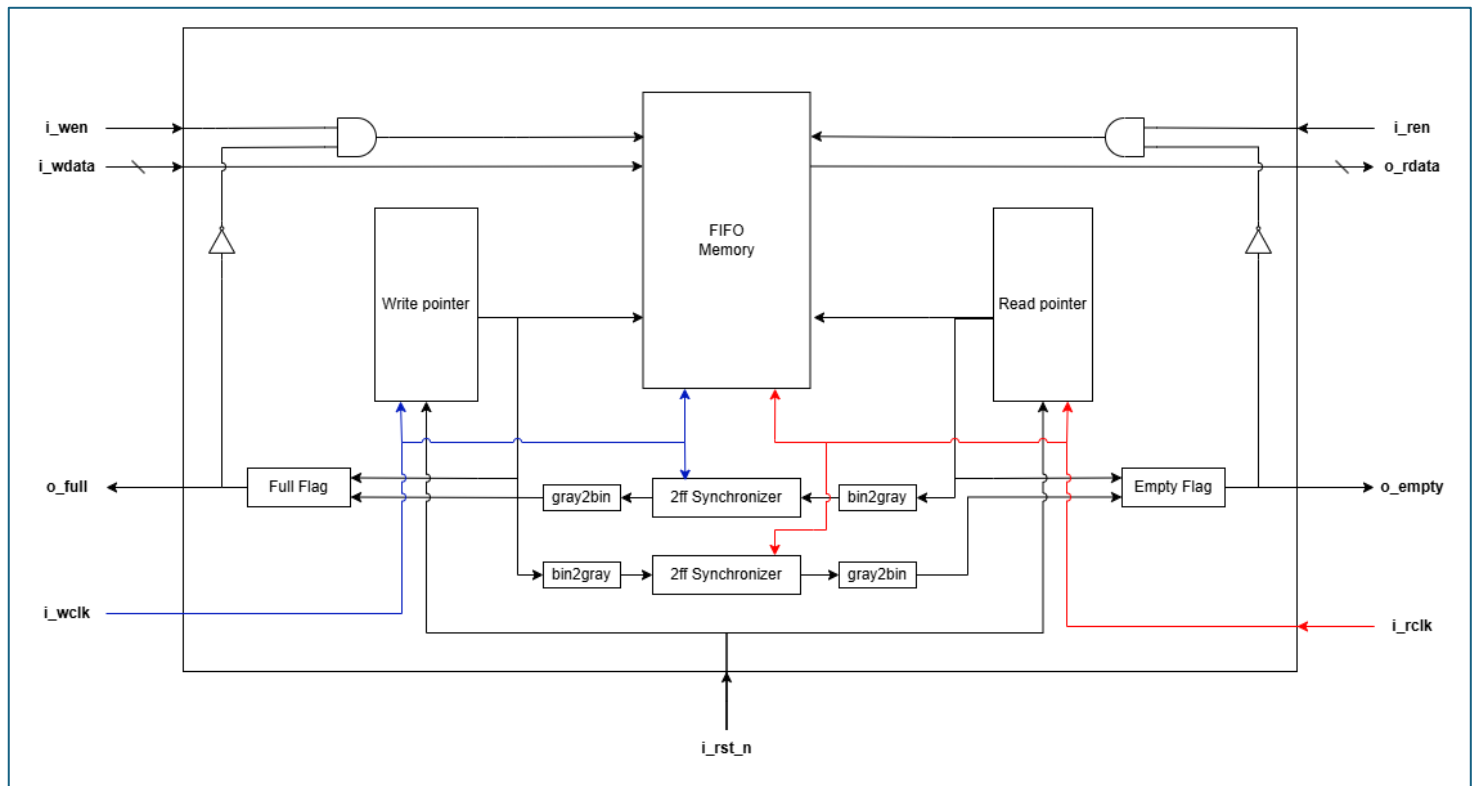 i_wen
i_ren
i_wdata
o_rdata
FIFO
Memory
Write pointer
Read pointer
o_full
Full Flag
gray2bin
2ff Synchronizer
bin2gray
Empty Flag
o_empty
bin2gray
2ff Synchronizer
gray2bin
i_wclk
i_rclk
i_rst_n